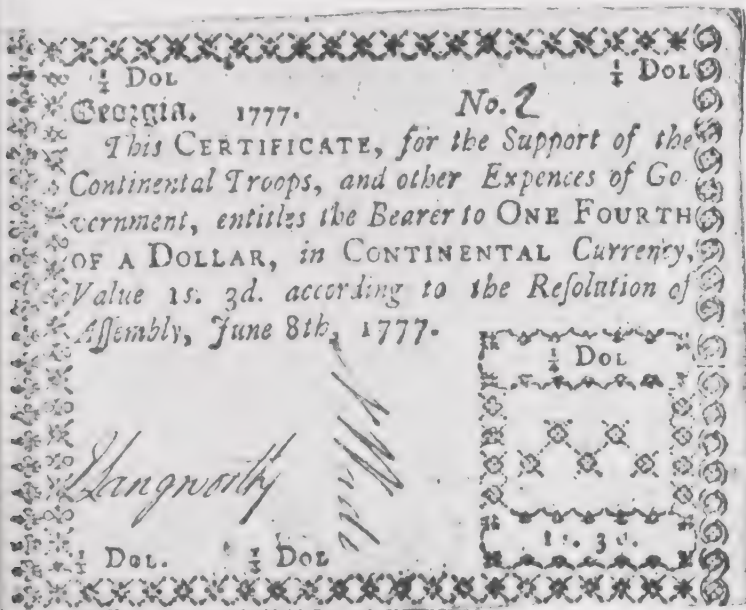 ¼ Dol ¼ Dol
Georgia. 1777. No. 2
This CERTIFICATE, for the Support of the
Continental Troops, and other Expences of Go
vernment, entitles the Bearer to ONE FOURTH
OF A DOLLAR, in CONTINENTAL Currency,
Value 1s. 3d. according to the Reſolution of
Aſſembly, June 8th, 1777.
¼ Dol
Langworthy
1s. 3d.
¼ Dol. ¼ Dol